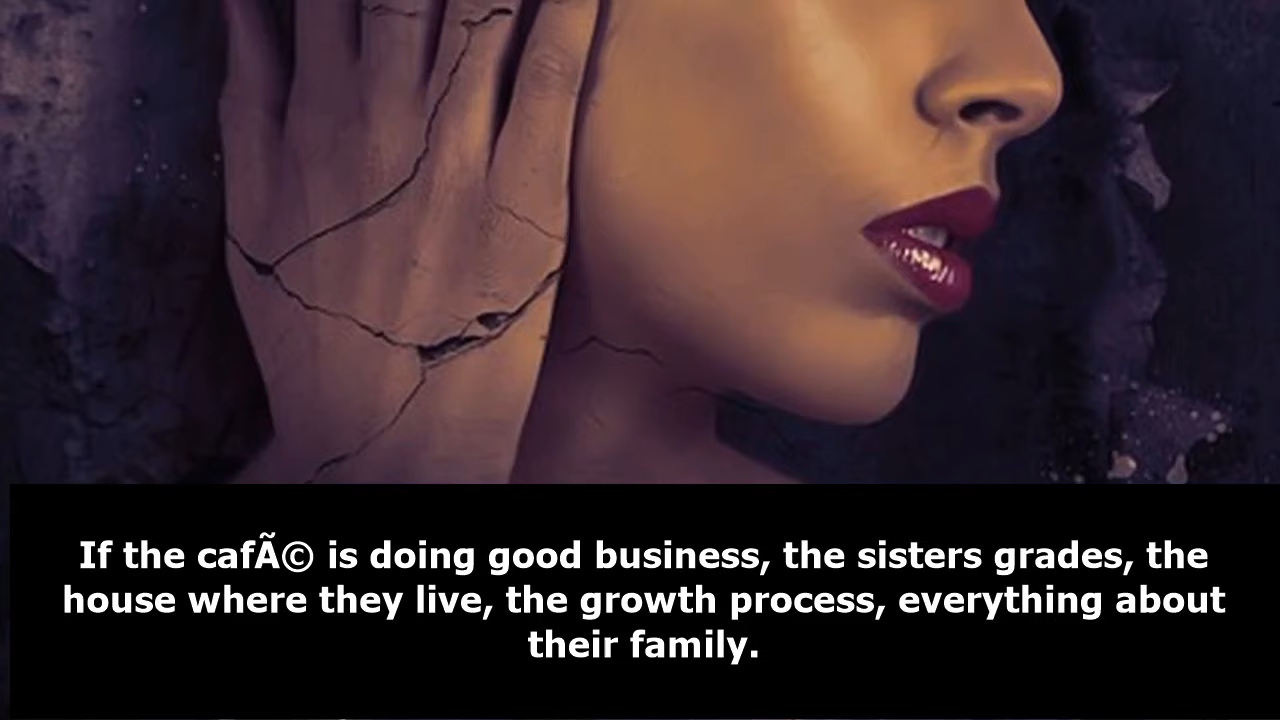 If the cafÃ© is doing good business, the sisters grades, the
house where they live, the growth process, everything about
their family.